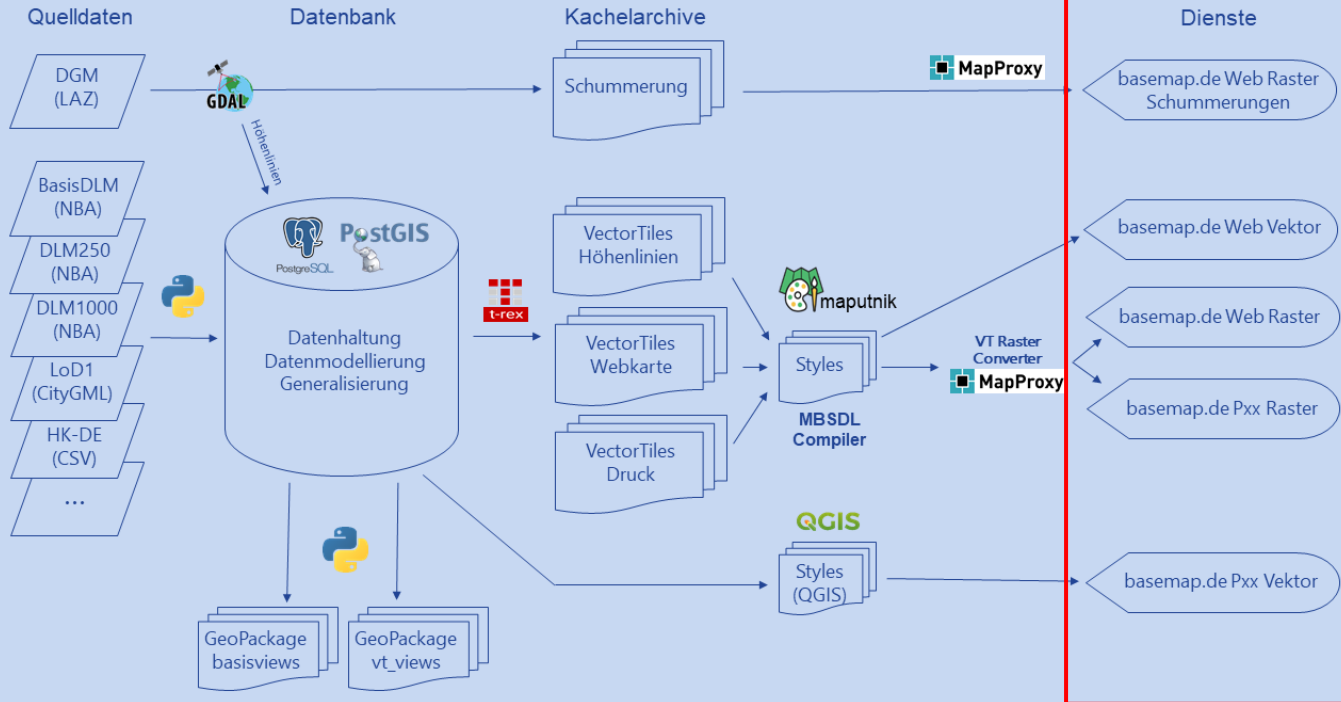 Quelldaten
Datenbank
Kachelarchive
Dienste
DGM
(LAZ)
GDAL
Schummerung
MapProxy
basemap.de Web Raster
Schummerungen
Höhenlinien
BasisDLM
(NBA)
DLM250
(NBA)
DLM1000
(NBA)
LoD1
(CityGML)
HK-DE
(CSV)
...
PostgreSQL
PostGIS
Datenhaltung
Datenmodellierung
Generalisierung
t-rex
VectorTiles
Höhenlinien
VectorTiles
Webkarte
VectorTiles
Druck
maputnik
Styles
MBSDL
Compiler
VT Raster
Converter
MapProxy
basemap.de Web Vektor
basemap.de Web Raster
basemap.de Pxx Raster
QGIS
Styles
(QGIS)
basemap.de Pxx Vektor
GeoPackage
basisviews
GeoPackage
vt_views